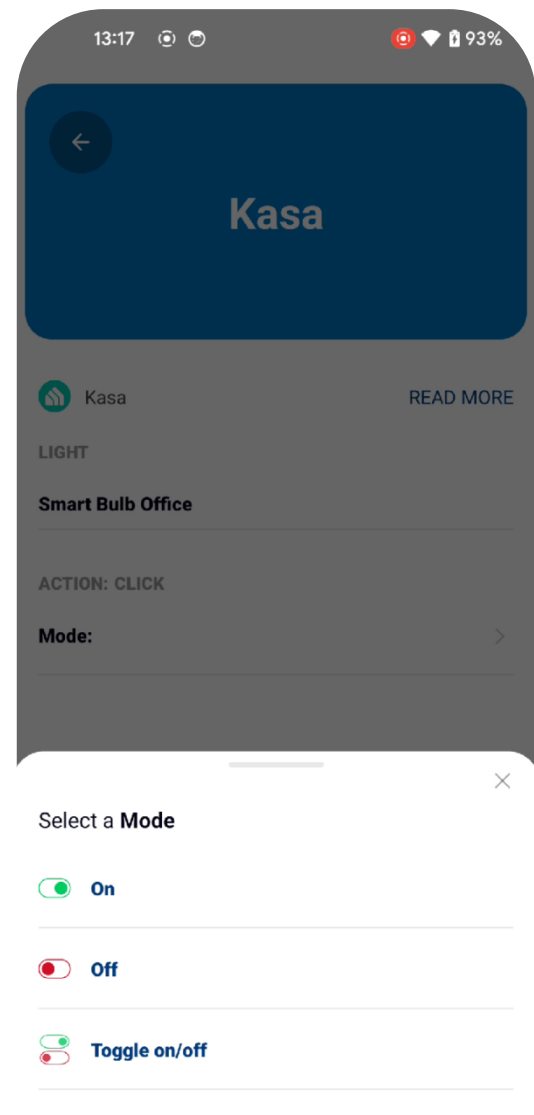 13:17 93%
Kasa
Kasa READ MORE
LIGHT
Smart Bulb Office
ACTION: CLICK
Mode:
Select a Mode
On
Off
Toggle on/off